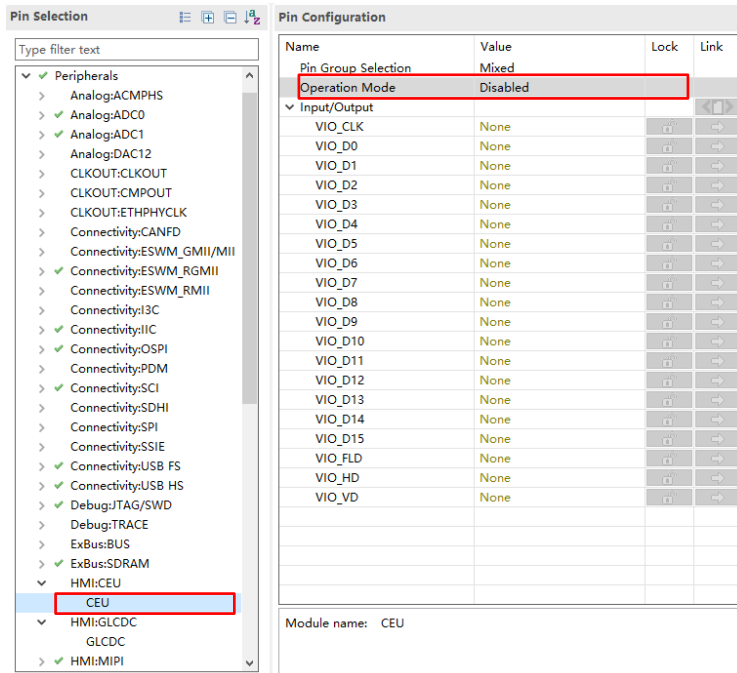 Pin Selection
Type filter text
Peripherals
Analog:ACMPHS
Analog:ADC0
Analog:ADC1
Analog:DAC12
CLKOUT:CLKOUT
CLKOUT:CMPOUT
CLKOUT:ETHPHYCLK
Connectivity:CANFD
Connectivity:ESWM_GMII/MII
Connectivity:ESWM_RGMII
Connectivity:ESWM_RMII
Connectivity:I3C
Connectivity:IIC
Connectivity:OSPI
Connectivity:PDM
Connectivity:SCI
Connectivity:SDHI
Connectivity:SPI
Connectivity:SSIE
Connectivity:USB FS
Connectivity:USB HS
Debug:JTAG/SWD
Debug:TRACE
ExBus:BUS
ExBus:SDRAM
HMI:CEU
CEU
HMI:GLCDC
GLCDC
HMI:MIPI
Pin Configuration
Name Value Lock Link
Pin Group Selection Mixed
Operation Mode Disabled
Input/Output
VIO_CLK None
VIO_D0 None
VIO_D1 None
VIO_D2 None
VIO_D3 None
VIO_D4 None
VIO_D5 None
VIO_D6 None
VIO_D7 None
VIO_D8 None
VIO_D9 None
VIO_D10 None
VIO_D11 None
VIO_D12 None
VIO_D13 None
VIO_D14 None
VIO_D15 None
VIO_FLD None
VIO_HD None
VIO_VD None
Module name: CEU